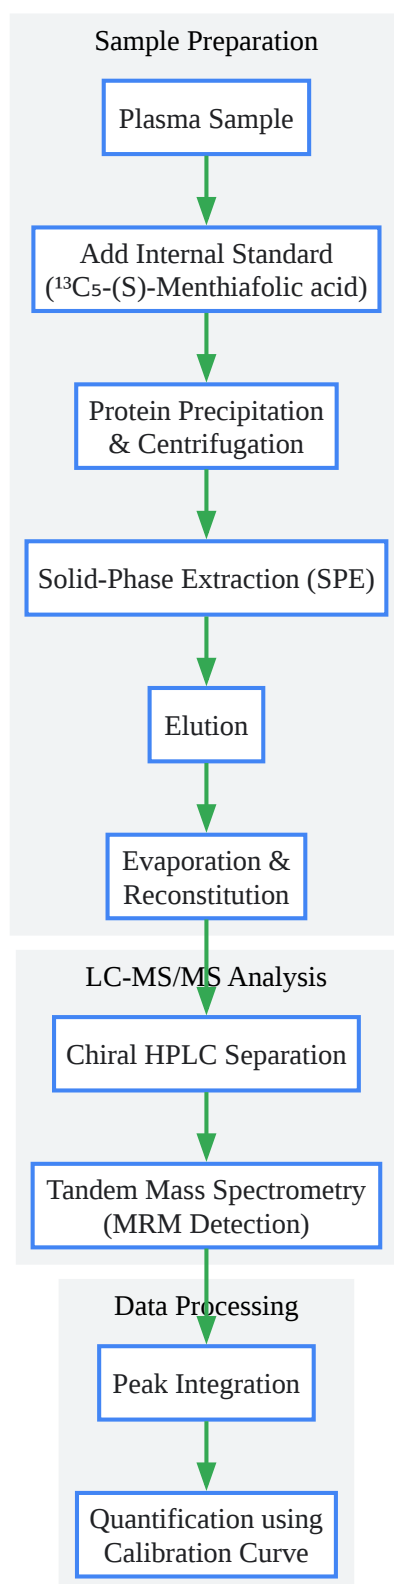 Sample Preparation
Plasma Sample
Add Internal Standard
(¹³C₅-(S)-Menthiafolic acid)
Protein Precipitation
& Centrifugation
Solid-Phase Extraction (SPE)
Elution
Evaporation &
Reconstitution
LC-MS/MS Analysis
Chiral HPLC Separation
Tandem Mass Spectrometry
(MRM Detection)
Data Processing
Peak Integration
Quantification using
Calibration Curve